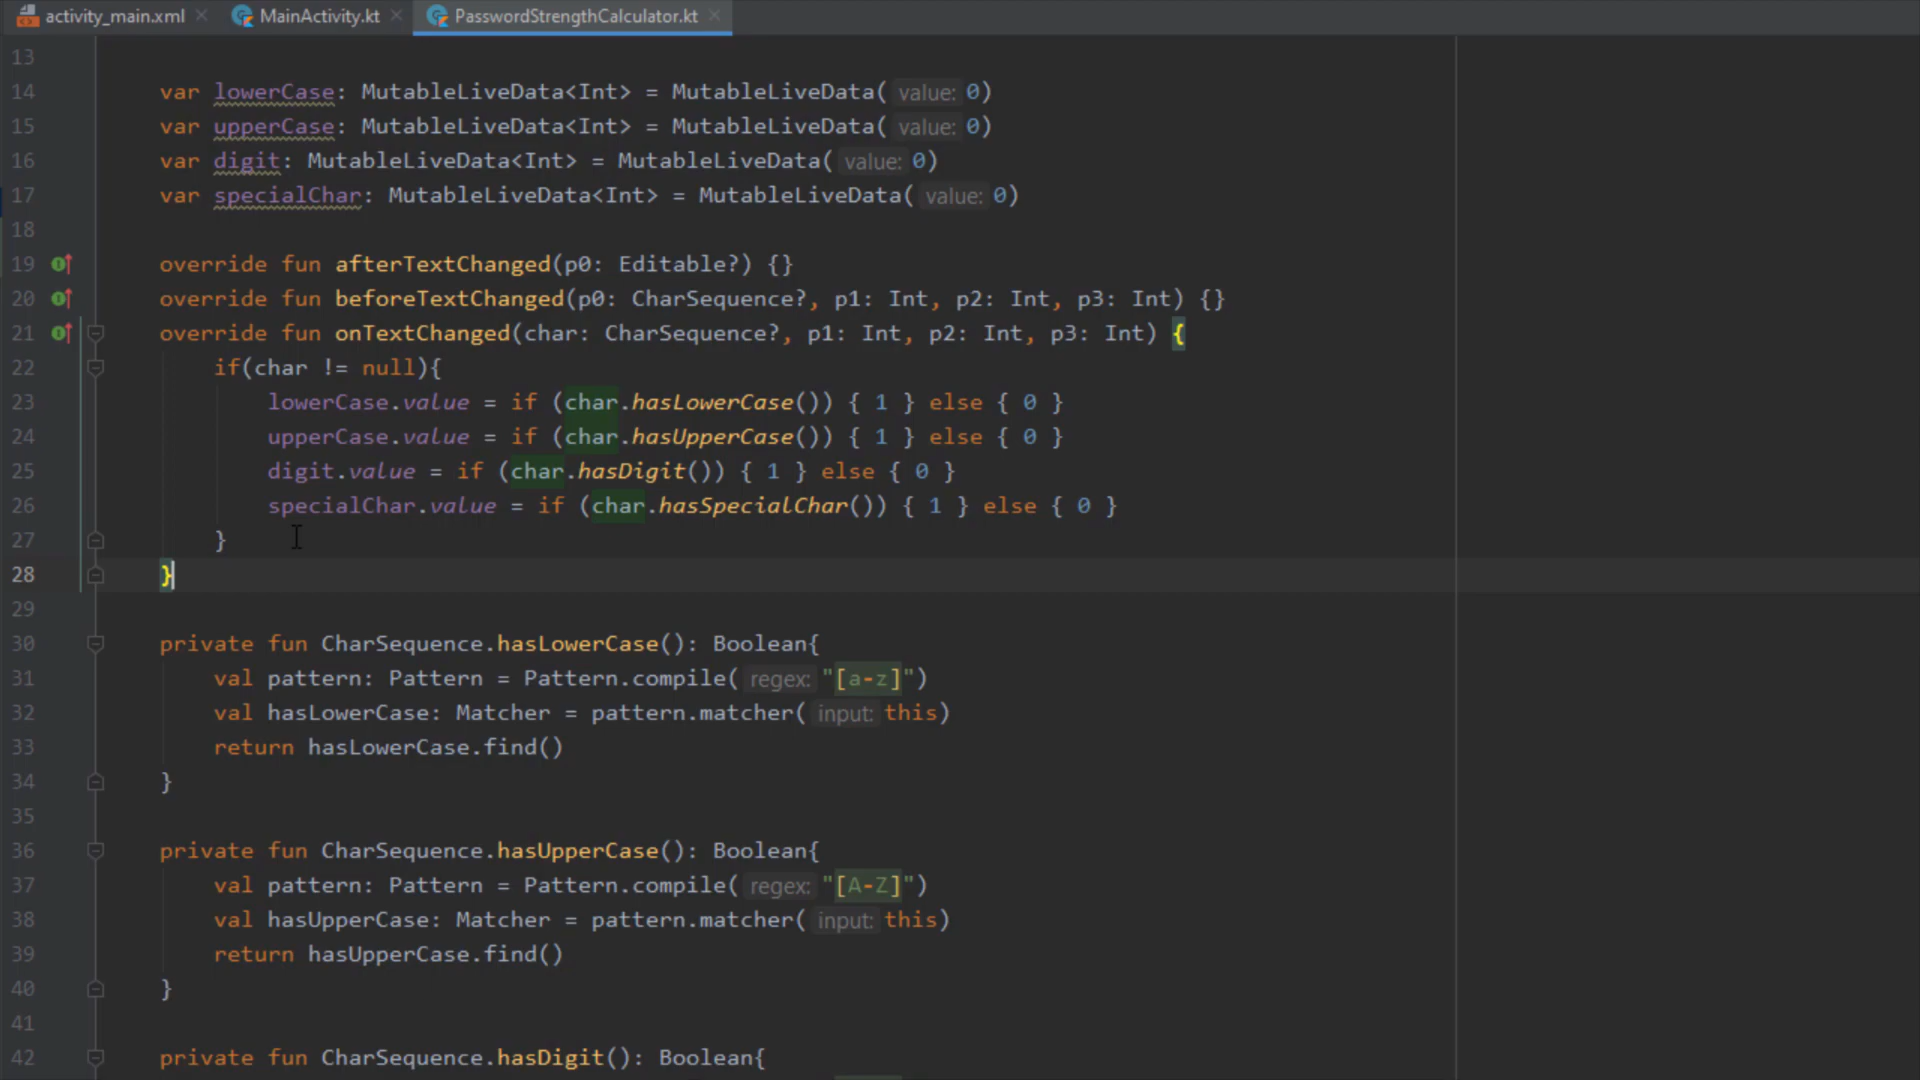 activity_main.xml MainActivity.kt PasswordStrengthCalculator.kt
13
14 var lowerCase: MutableLiveData<Int> = MutableLiveData( value: 0)
15 var upperCase: MutableLiveData<Int> = MutableLiveData( value: 0)
16 var digit: MutableLiveData<Int> = MutableLiveData( value: 0)
17 var specialChar: MutableLiveData<Int> = MutableLiveData( value: 0)
18
19 override fun afterTextChanged(p0: Editable?) {}
20 override fun beforeTextChanged(p0: CharSequence?, p1: Int, p2: Int, p3: Int) {}
21 override fun onTextChanged(char: CharSequence?, p1: Int, p2: Int, p3: Int) {
22 if(char != null){
23 lowerCase.value = if (char.hasLowerCase()) { 1 } else { 0 }
24 upperCase.value = if (char.hasUpperCase()) { 1 } else { 0 }
25 digit.value = if (char.hasDigit()) { 1 } else { 0 }
26 specialChar.value = if (char.hasSpecialChar()) { 1 } else { 0 }
27 }
28 }
29
30 private fun CharSequence.hasLowerCase(): Boolean{
31 val pattern: Pattern = Pattern.compile( regex: "[a-z]")
32 val hasLowerCase: Matcher = pattern.matcher( input: this)
33 return hasLowerCase.find()
34 }
35
36 private fun CharSequence.hasUpperCase(): Boolean{
37 val pattern: Pattern = Pattern.compile( regex: "[A-Z]")
38 val hasUpperCase: Matcher = pattern.matcher( input: this)
39 return hasUpperCase.find()
40 }
41
42 private fun CharSequence.hasDigit(): Boolean{